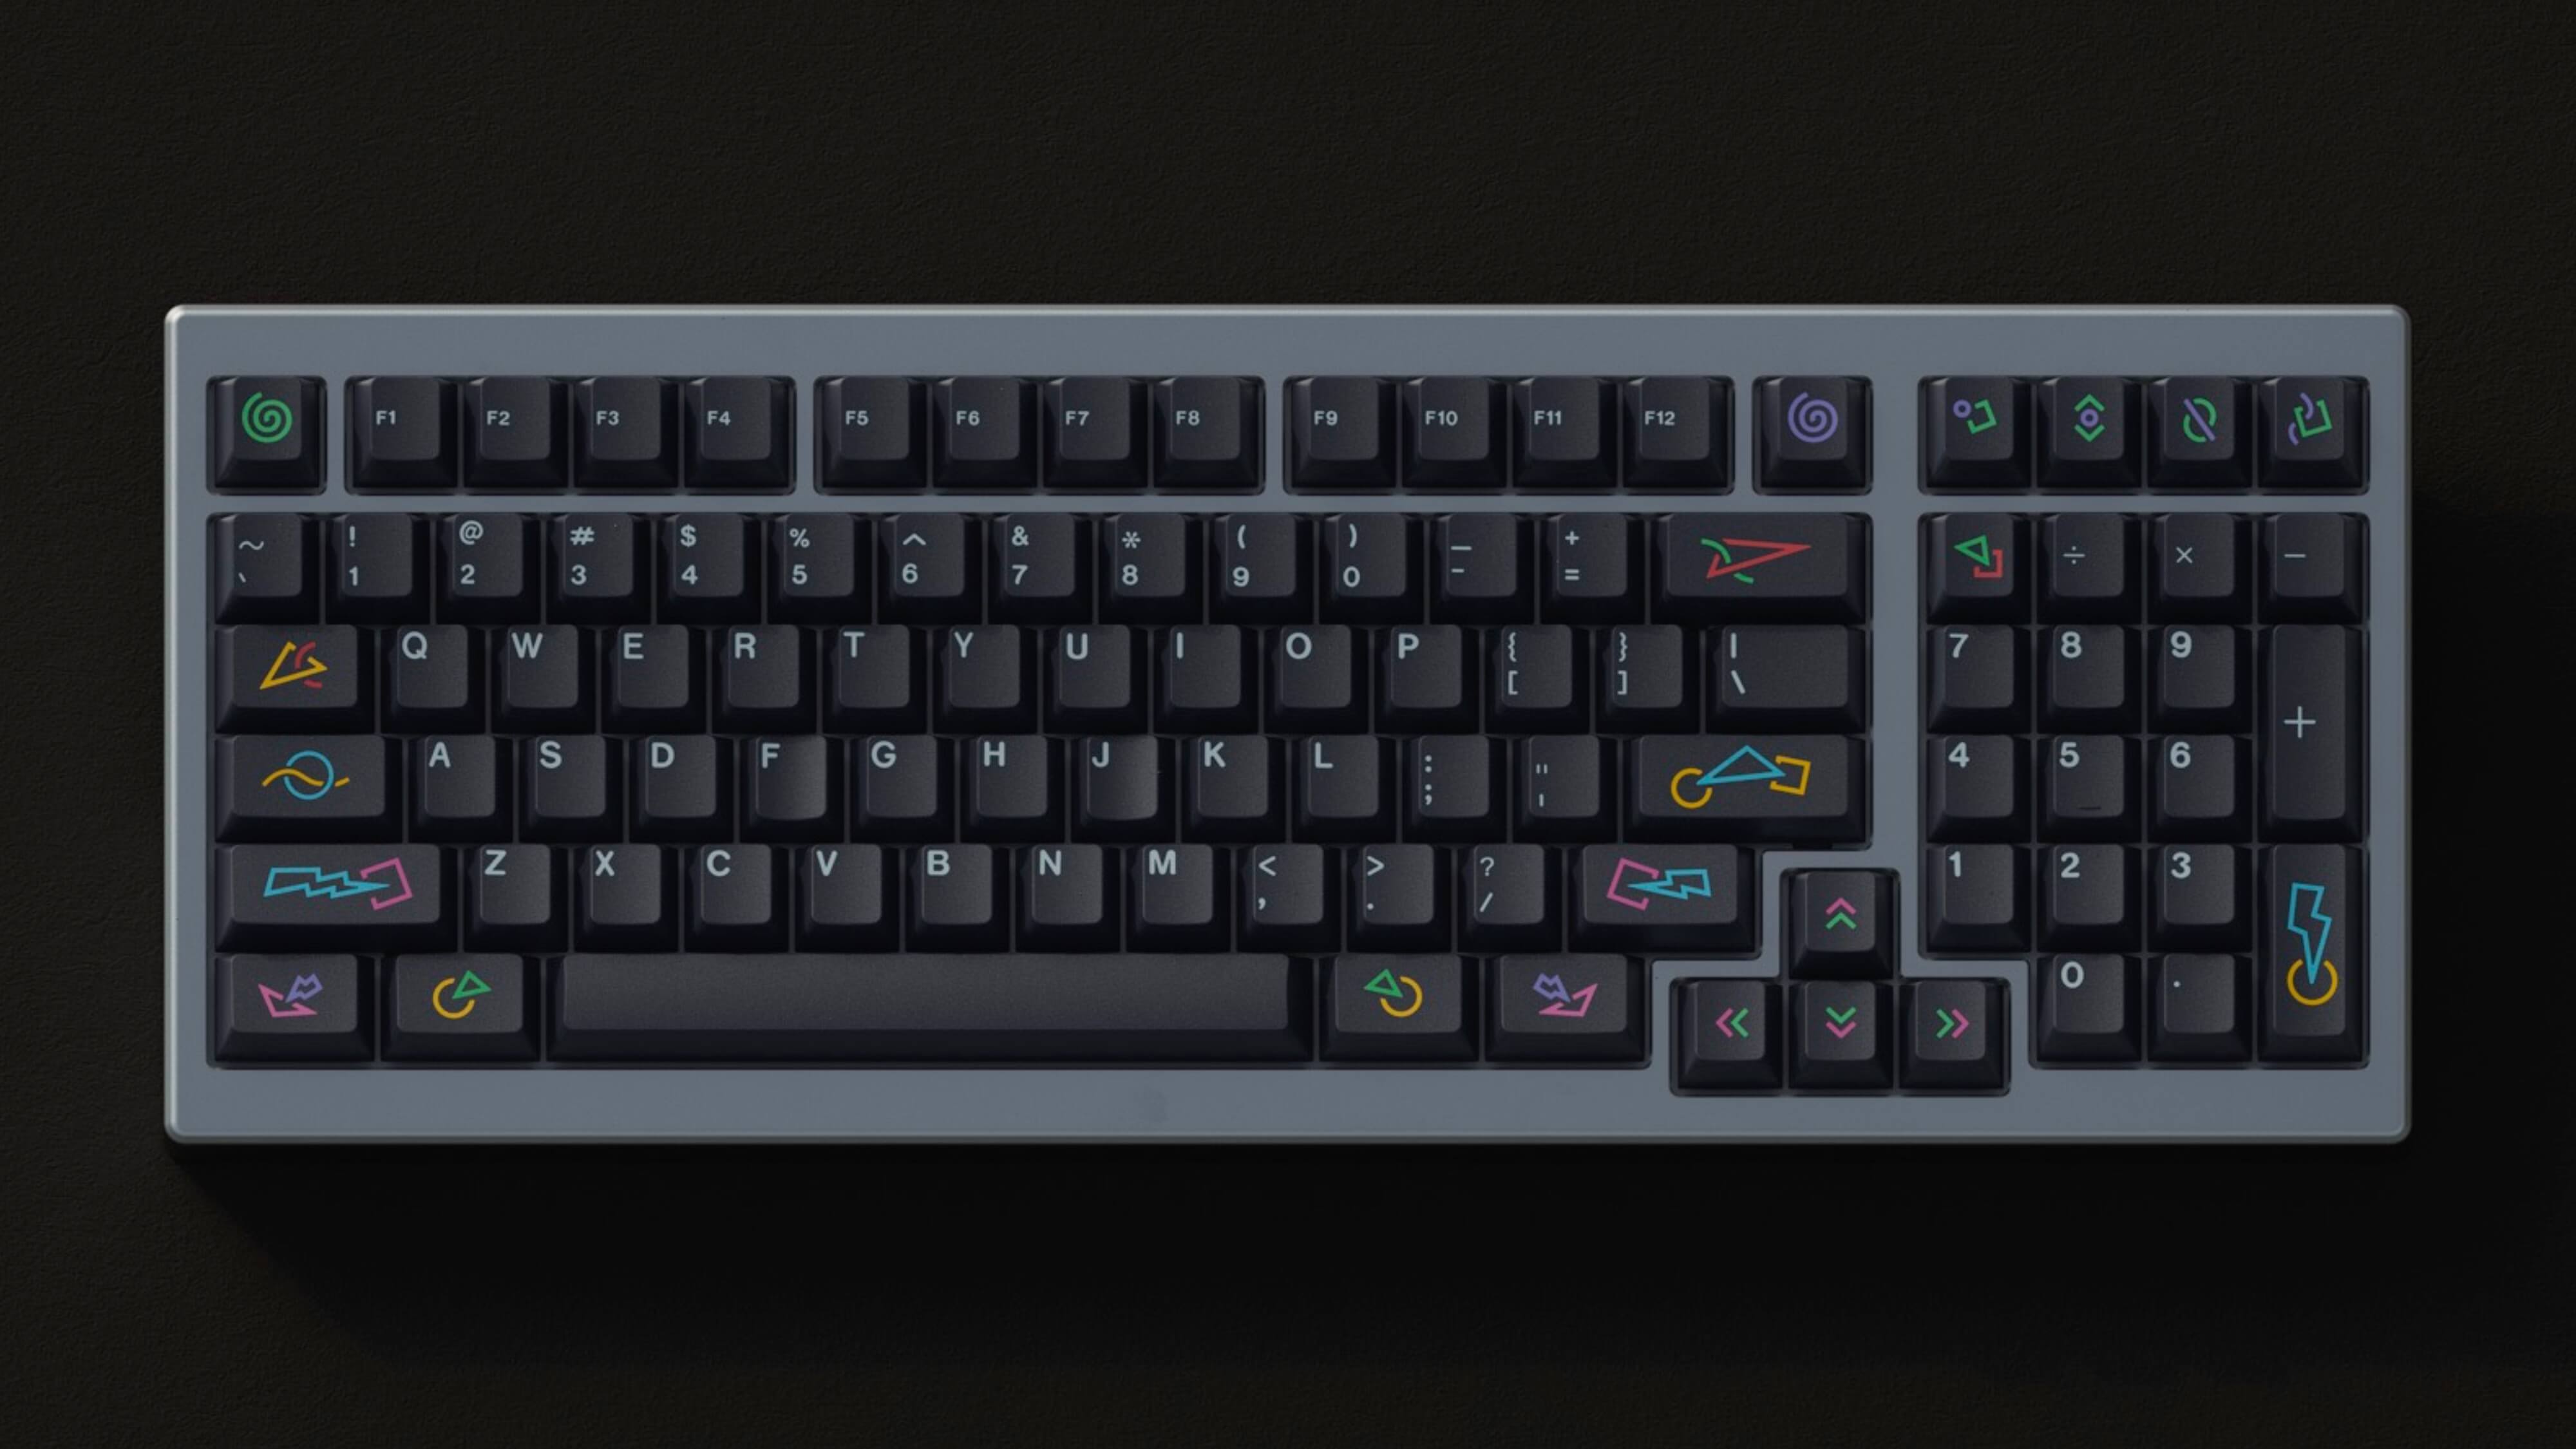 F1 F2 F3 F4 F5 F6 F7 F8 F9 F10 F11 F12
~ ! @ # $ % ^ & * ( ) _ +
` 1 2 3 4 5 6 7 8 9 0 - = ÷ × −
Q W E R T Y U I O P { } | 7 8 9
[ ] \ +
A S D F G H J K L : " 4 5 6
; '
Z X C V B N M < > ? 1 2 3
, . /
0 .